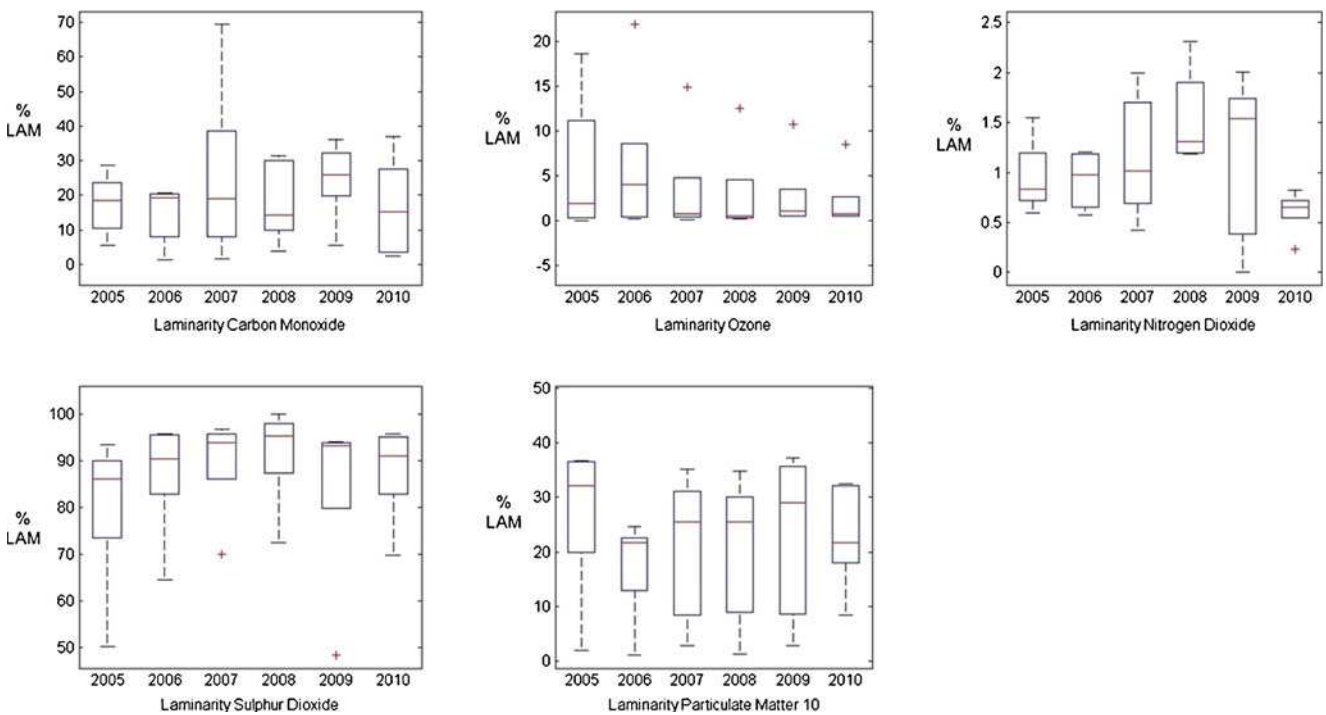 70
60
50
40
% LAM
30
20
10
0
2005 2006 2007 2008 2009 2010
Laminarity Carbon Monoxide
20
15
10
% LAM
5
0
-5
2005 2006 2007 2008 2009 2010
Laminarity Ozone
2.5
2
1.5
% LAM
1
0.5
0
2005 2006 2007 2008 2009 2010
Laminarity Nitrogen Dioxide
100
90
80
% LAM
70
60
50
2005 2006 2007 2008 2009 2010
Laminarity Sulphur Dioxide
50
40
30
% LAM
20
10
0
2005 2006 2007 2008 2009 2010
Laminarity Particulate Matter 10